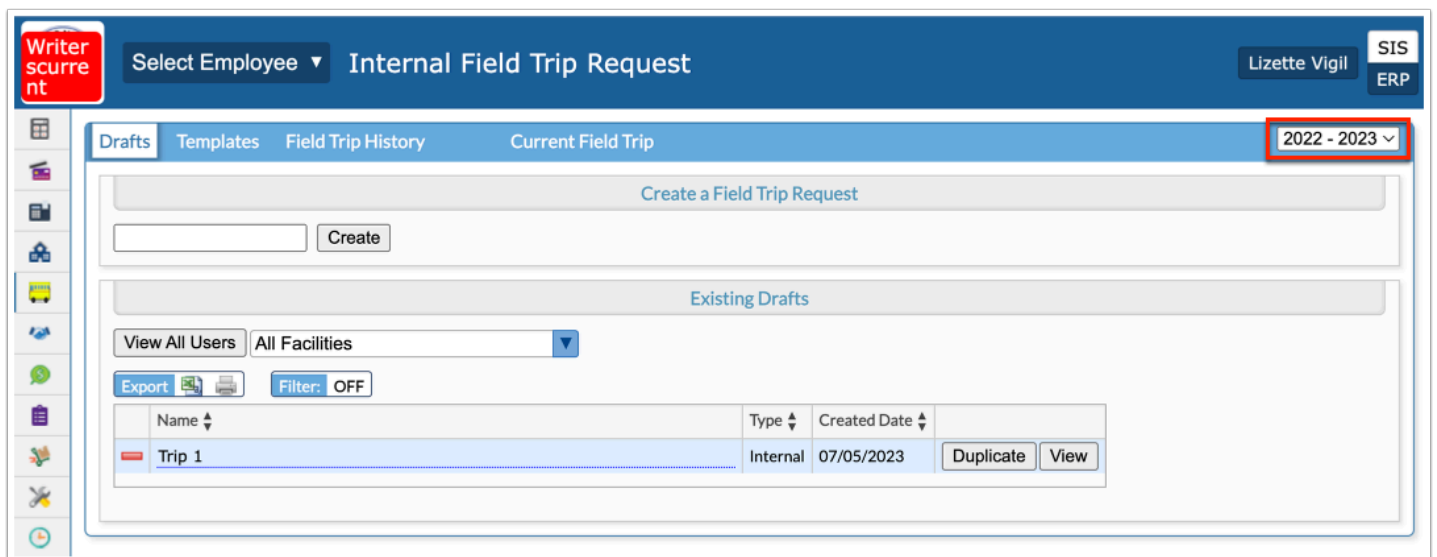 Writer
scurre
nt
Select Employee ▼ Internal Field Trip Request
Lizette Vigil
SIS
ERP
Drafts Templates Field Trip History Current Field Trip 2022 - 2023
Create a Field Trip Request
Create
Existing Drafts
View All Users All Facilities ▼
Export Filter: OFF
Name Type Created Date
Trip 1 Internal 07/05/2023 Duplicate View